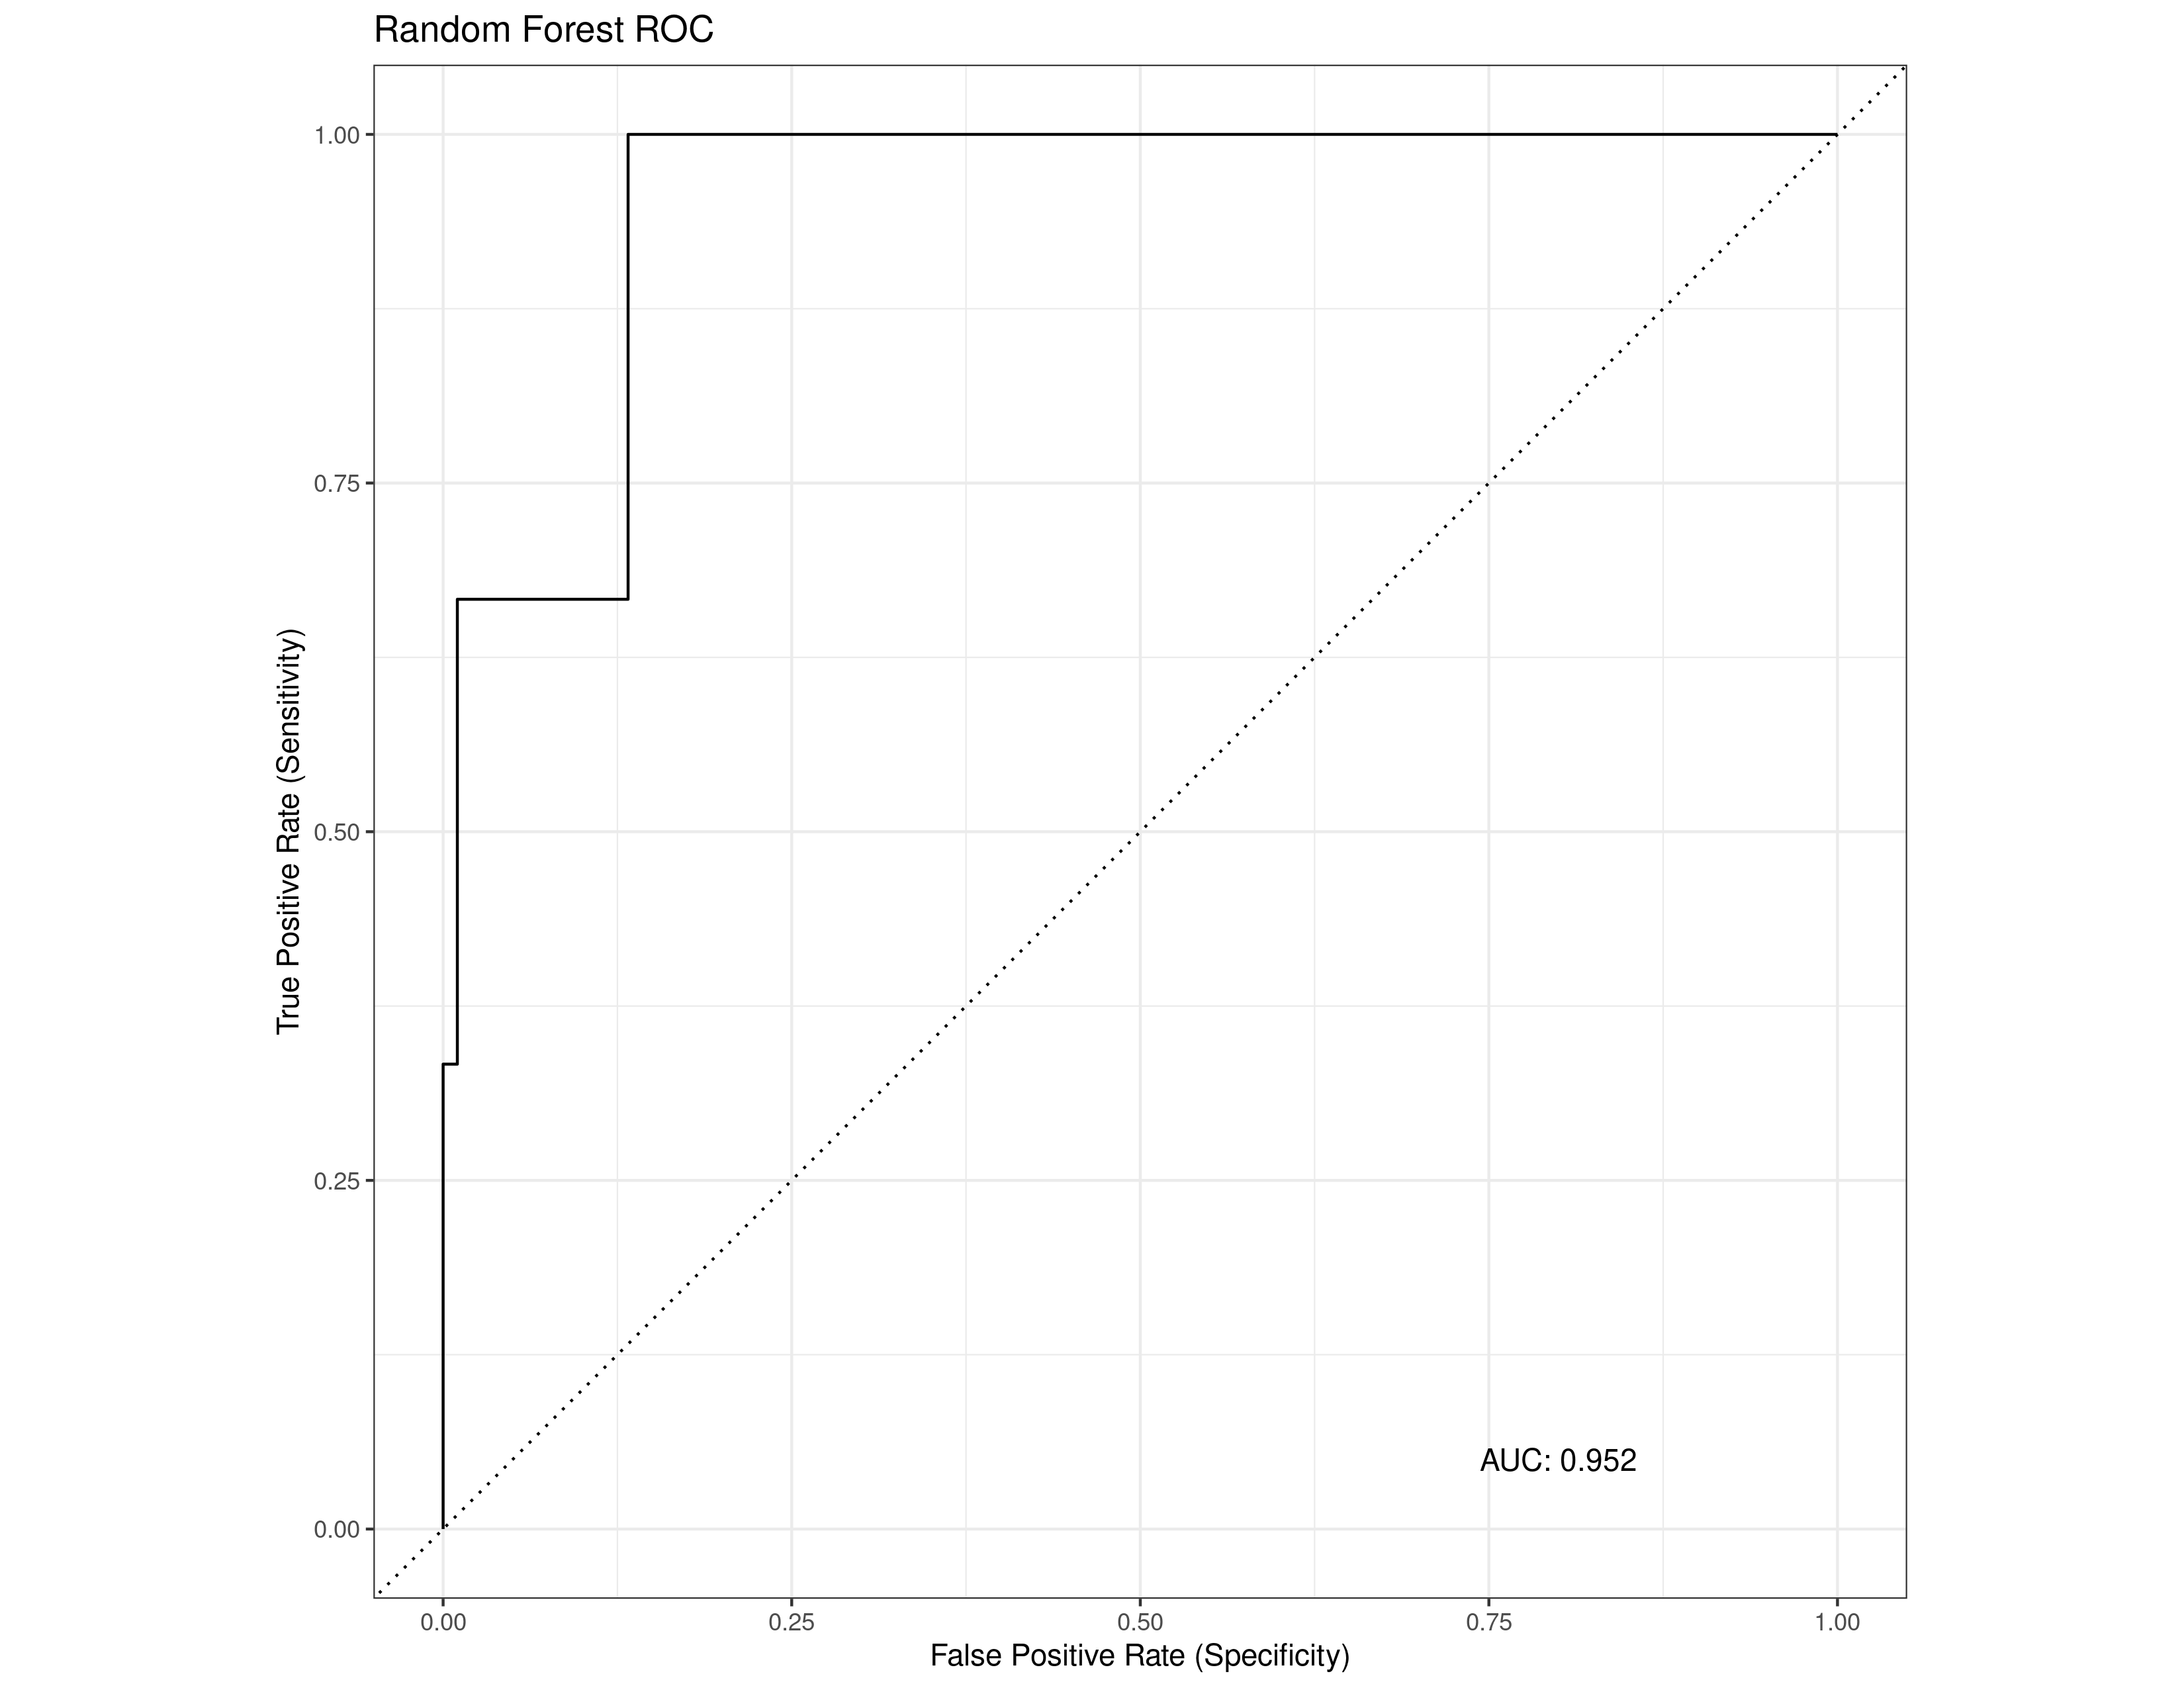 Random Forest ROC
True Positive Rate (Sensitivity)
1.00
0.75
0.50
0.25
0.00
AUC: 0.952
0.00 0.25 0.50 0.75 1.00
False Positive Rate (Specificity)